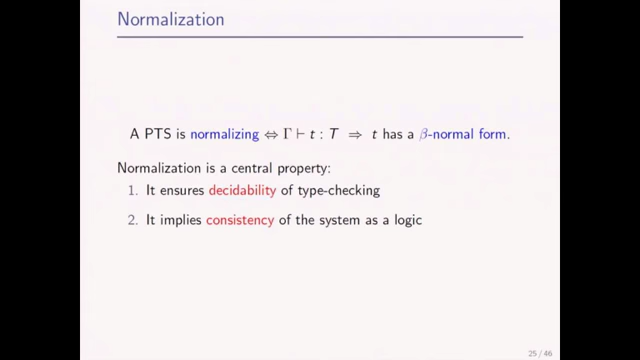 Normalization
A PTS is normalizing ⇔ Γ ⊢ t : T ⇒ t has a β-normal form.
Normalization is a central property:
1. It ensures decidability of type-checking
2. It implies consistency of the system as a logic
25 / 46